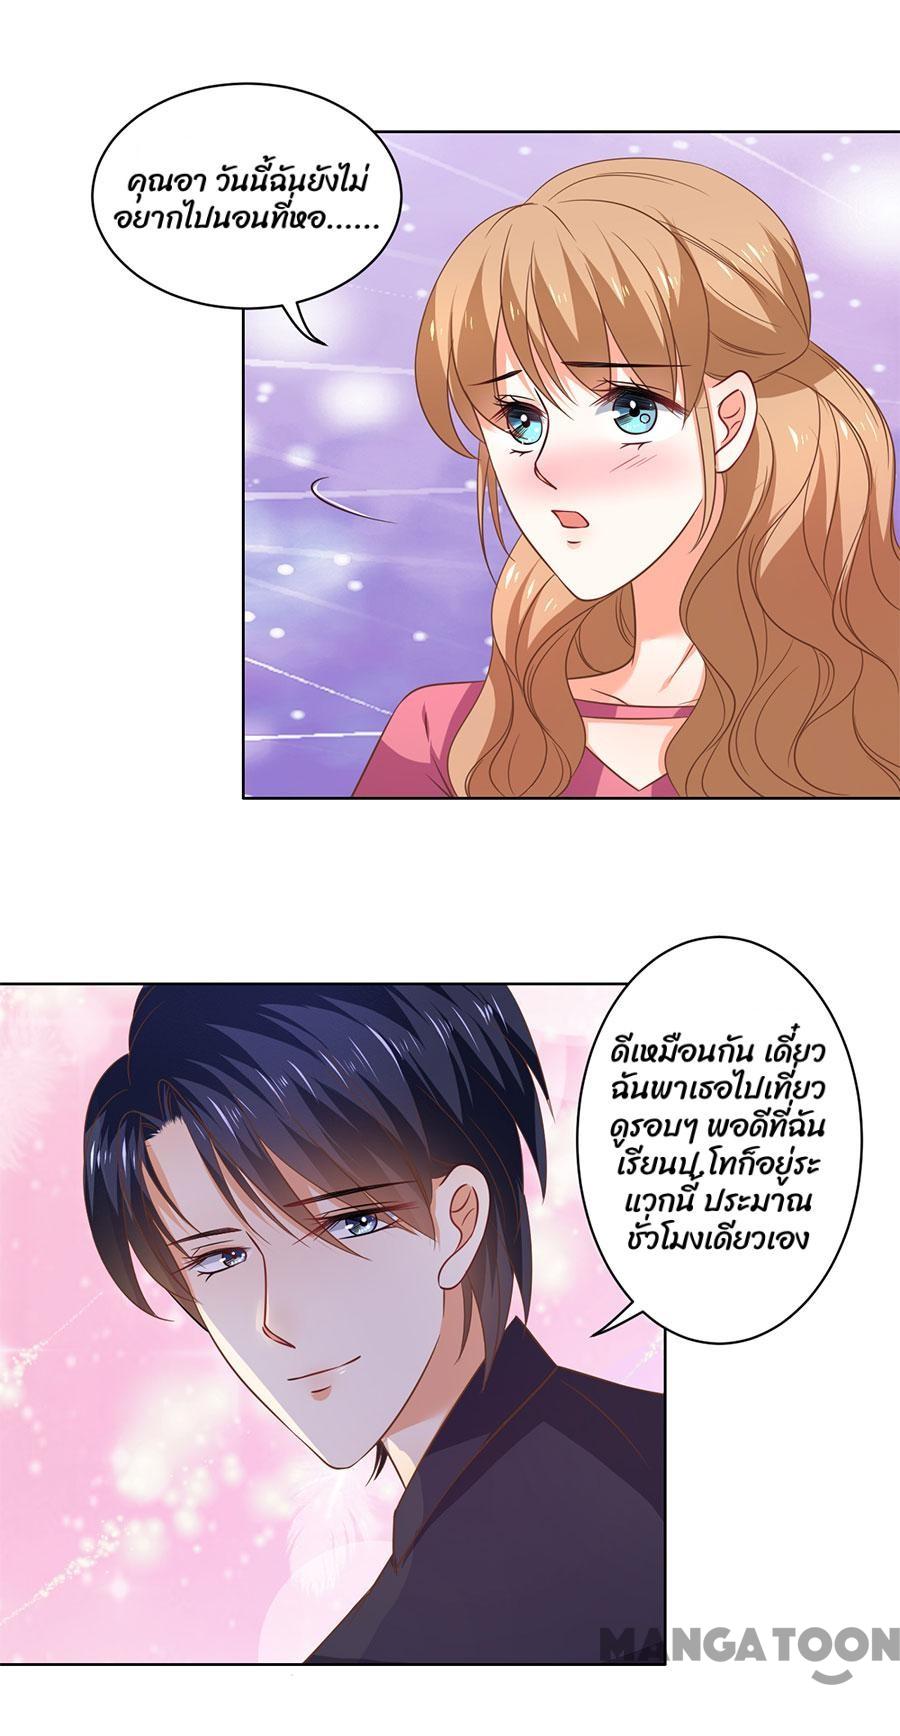 คุณอา วันนี้ฉันยังไม่
อยากไปนอนที่หอ......
ดีเหมือนกัน เดี๋ยว
ฉันพาเธอไปเที่ยว
ดูรอบๆ พอดีที่ฉัน
เรียนป.โทก็อยู่ระ
แวกนี้ ประมาณ
ชั่วโมงเดียวเอง
MANGATOON